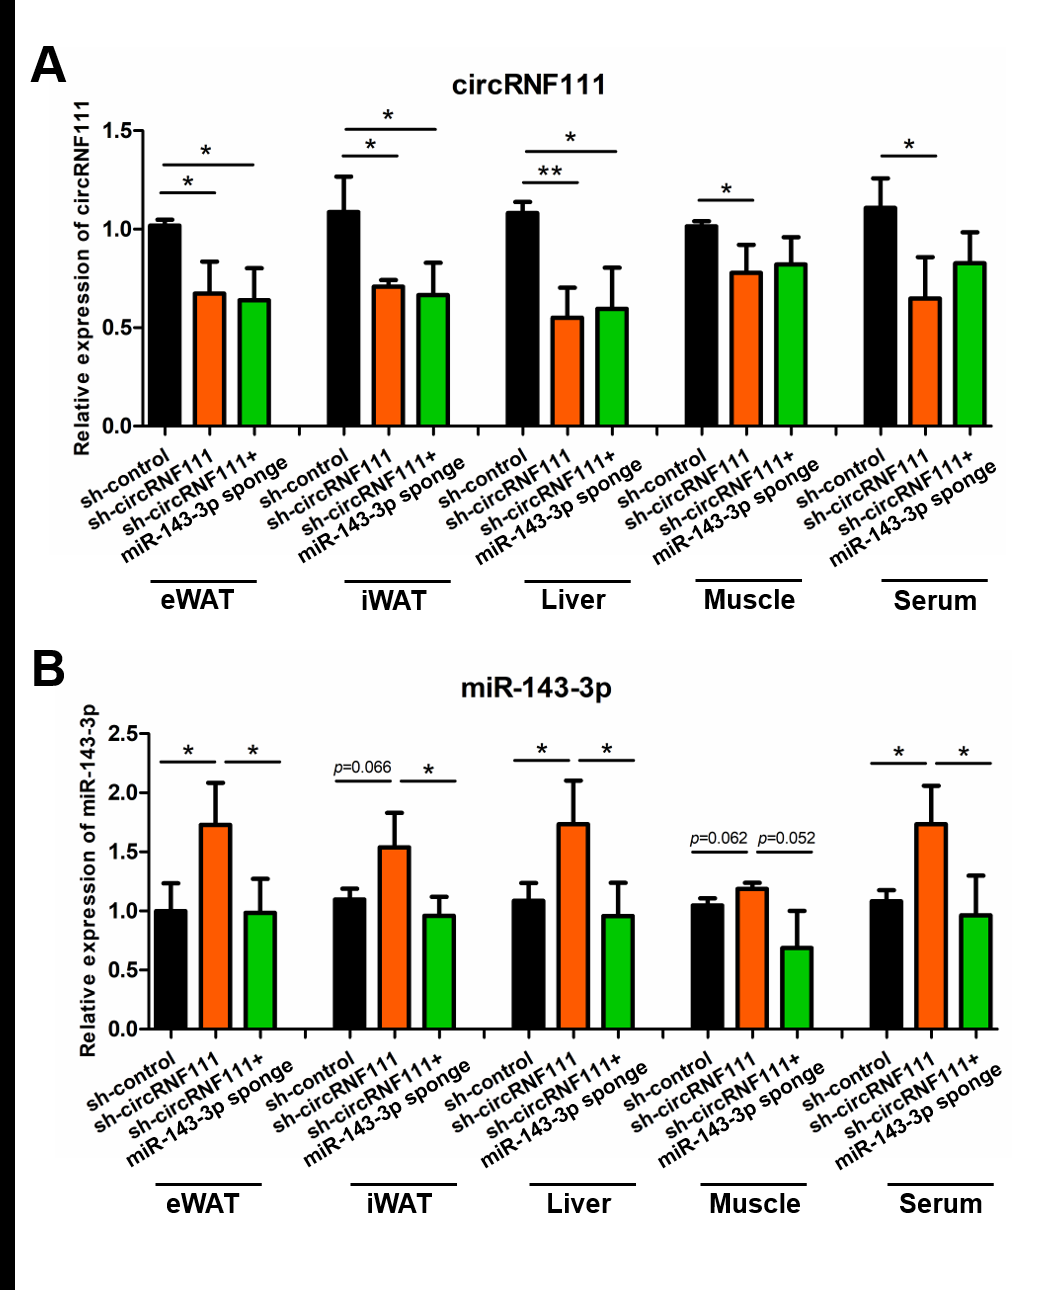 A
circRNF111
Relative expression of circRNF111
1.5
1.0
0.5
0.0
*
*
*
*
*
**
*
*
sh-control
sh-circRNF111
sh-circRNF111+
miR-143-3p sponge
sh-control
sh-circRNF111
sh-circRNF111+
miR-143-3p sponge
sh-control
sh-circRNF111
sh-circRNF111+
miR-143-3p sponge
sh-control
sh-circRNF111
sh-circRNF111+
miR-143-3p sponge
sh-control
sh-circRNF111
sh-circRNF111+
miR-143-3p sponge
eWAT
iWAT
Liver
Muscle
Serum
B
miR-143-3p
Relative expression of miR-143-3p
2.5
2.0
1.5
1.0
0.5
0.0
*
*
p=0.066
*
*
*
p=0.062
p=0.052
*
*
sh-control
sh-circRNF111
sh-circRNF111+
miR-143-3p sponge
sh-control
sh-circRNF111
sh-circRNF111+
miR-143-3p sponge
sh-control
sh-circRNF111
sh-circRNF111+
miR-143-3p sponge
sh-control
sh-circRNF111
sh-circRNF111+
miR-143-3p sponge
sh-control
sh-circRNF111
sh-circRNF111+
miR-143-3p sponge
eWAT
iWAT
Liver
Muscle
Serum